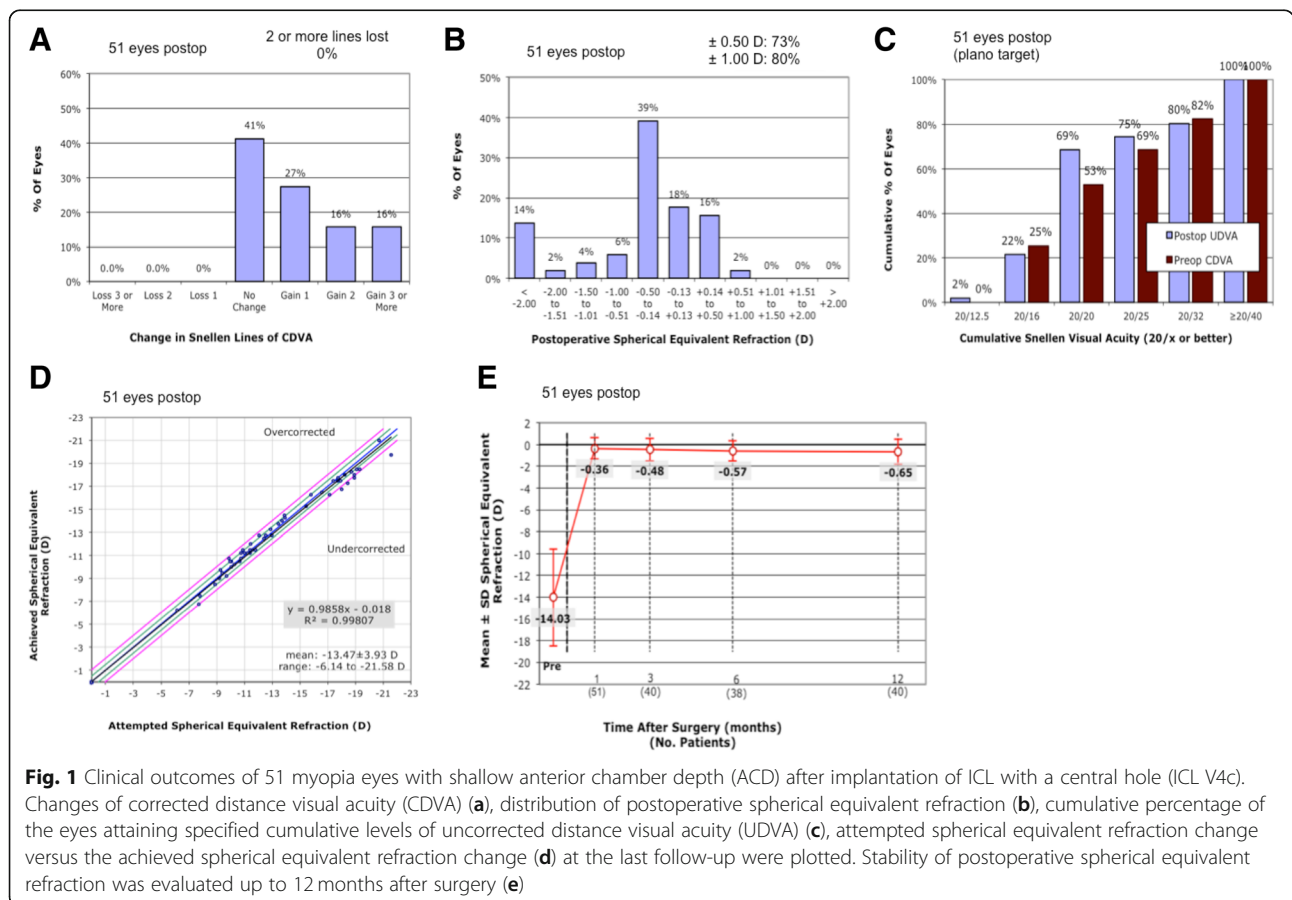 A
51 eyes postop
2 or more lines lost
0%
60%
50%
40%
30%
20%
10%
0%
% Of Eyes
0.0%
0.0%
0%
41%
27%
16%
16%
Loss 3 or More
Loss 2
Loss 1
No Change
Gain 1
Gain 2
Gain 3 or More
Change in Snellen Lines of CDVA
B
51 eyes postop
± 0.50 D: 73%
± 1.00 D: 80%
50%
40%
30%
20%
10%
0%
% Of Eyes
14%
2%
4%
6%
39%
18%
16%
2%
0%
0%
0%
< -2.00
-2.00 to -1.51
-1.50 to -1.01
-1.00 to -0.51
-0.50 to -0.14
-0.13 to +0.13
+0.14 to +0.50
+0.51 to +1.00
+1.01 to +1.50
+1.51 to +2.00
> +2.00
Postoperative Spherical Equivalent Refraction (D)
C
51 eyes postop
(plano target)
100%
80%
60%
40%
20%
0%
Cumulative % Of Eyes
2%
0%
22%
25%
69%
53%
75%
69%
80%
82%
100%
100%
Postop UDVA
Preop CDVA
20/12.5
20/16
20/20
20/25
20/32
≥20/40
Cumulative Snellen Visual Acuity (20/x or better)
D
51 eyes postop
-23
-21
-19
-17
-15
-13
-11
-9
-7
-5
-3
-1
Achieved Spherical Equivalent
Refraction (D)
Overcorrected
Undercorrected
y = 0.9858x - 0.018
R² = 0.99807
mean: -13.47±3.93 D
range: -6.14 to -21.58 D
-1 -3 -5 -7 -9 -11 -13 -15 -17 -19 -21 -23
Attempted Spherical Equivalent Refraction (D)
E
51 eyes postop
2
0
-2
-4
-6
-8
-10
-12
-14
-16
-18
-20
-22
Mean ± SD Spherical Equivalent
Refraction (D)
-14.03
-0.36
-0.48
-0.57
-0.65
Pre
1 3 6 12
(51) (40) (38) (40)
Time After Surgery (months)
(No. Patients)
Fig. 1 Clinical outcomes of 51 myopia eyes with shallow anterior chamber depth (ACD) after implantation of ICL with a central hole (ICL V4c).
Changes of corrected distance visual acuity (CDVA) (a), distribution of postoperative spherical equivalent refraction (b), cumulative percentage of
the eyes attaining specified cumulative levels of uncorrected distance visual acuity (UDVA) (c), attempted spherical equivalent refraction change
versus the achieved spherical equivalent refraction change (d) at the last follow-up were plotted. Stability of postoperative spherical equivalent
refraction was evaluated up to 12 months after surgery (e)